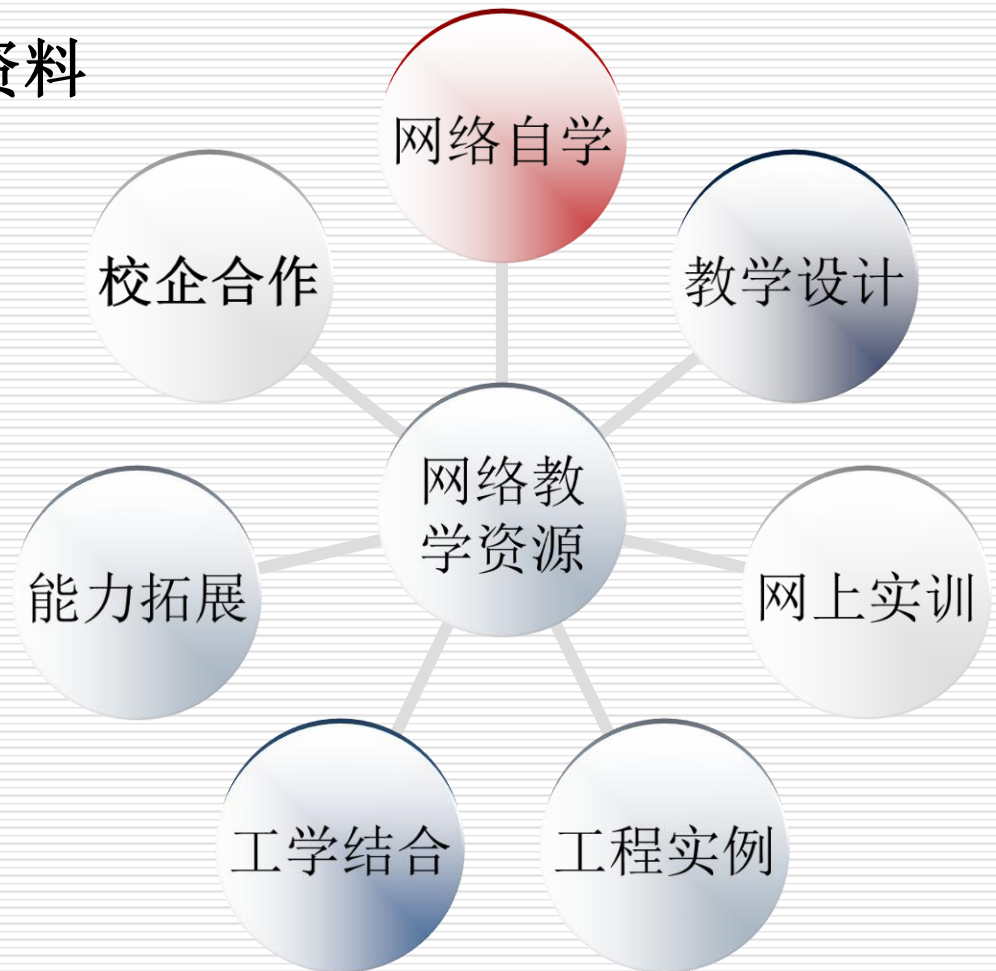 资料
网络自学
校企合作
教学设计
网络教
学资源
能力拓展
网上实训
工学结合
工程实例